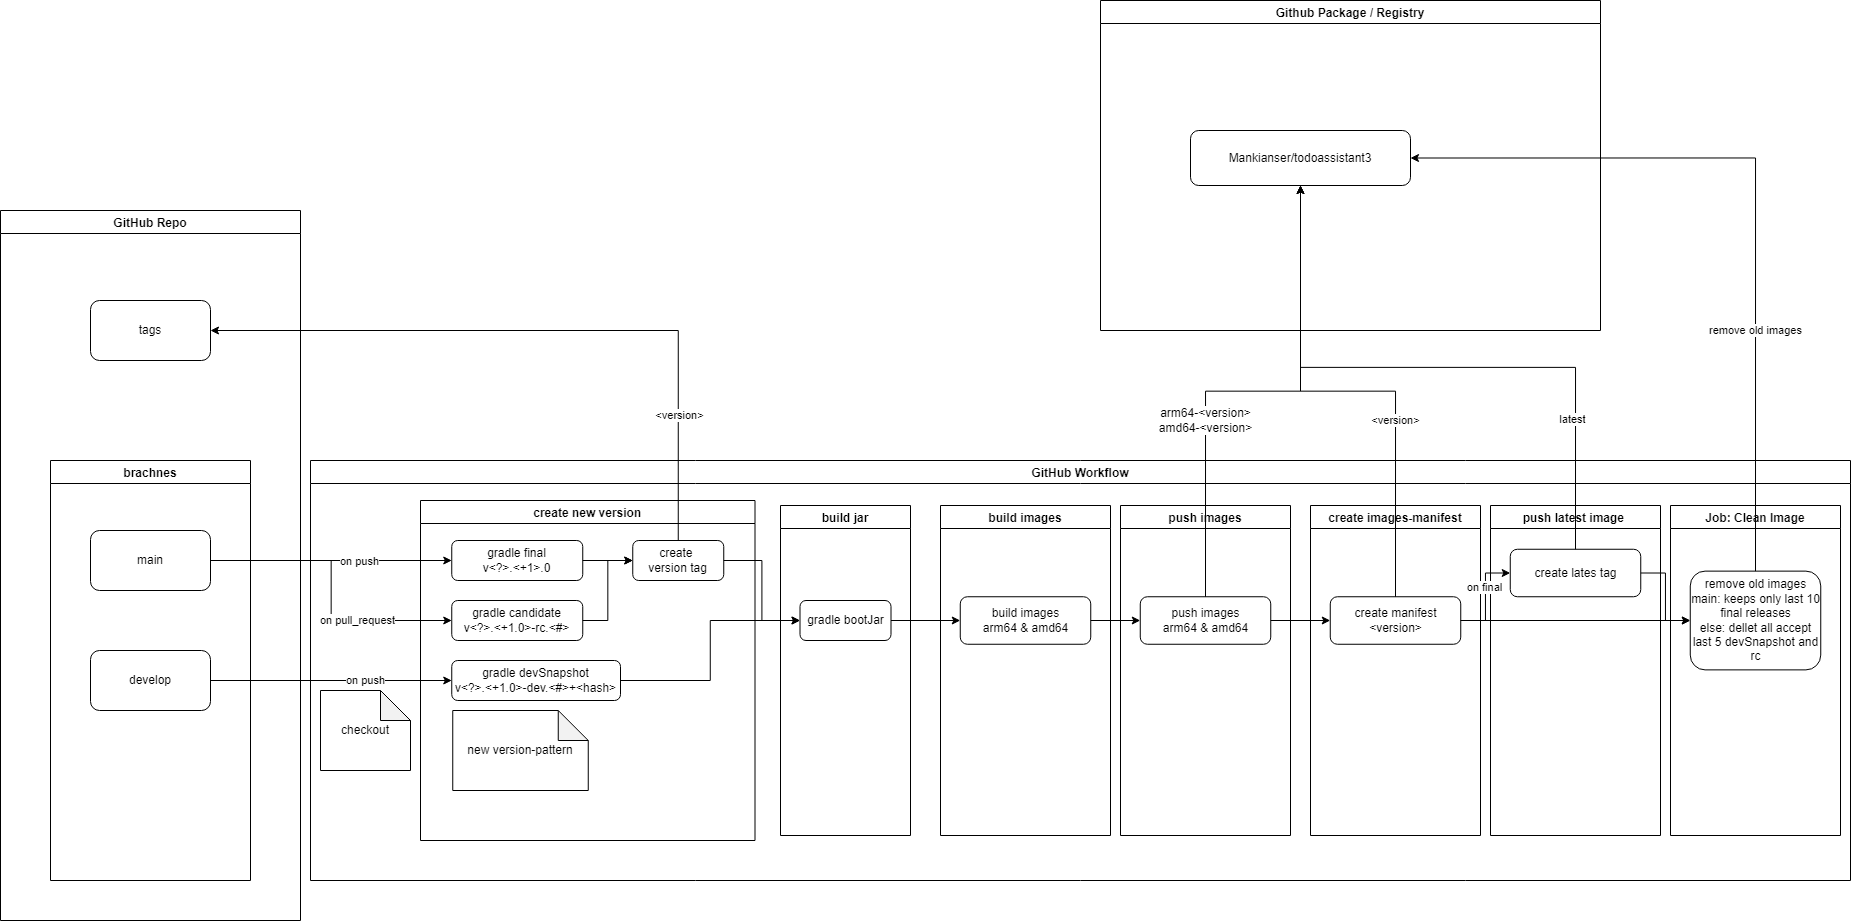 Github Package / Registry
Mankianser/todoassistant3
GitHub Repo
tags
remove old images
<version>
arm64-<version>
amd64-<version>
<version>
latest
brachnes
main
develop
GitHub Workflow
on push
on pull_request
on push
checkout
create new version
gradle final
v<?>.<+1>.0
create
version tag
gradle candidate
v<?>.<+1.0>-rc.<#>
gradle devSnapshot
v<?>.<+1.0>-dev.<#>+<hash>
new version-pattern
build jar
gradle bootJar
build images
build images
arm64 & amd64
push images
push images
arm64 & amd64
create images-manifest
create manifest
<version>
on final
push latest image
create lates tag
Job: Clean Image
remove old images
main: keeps only last 10
final releases
else: dellet all accept
last 5 devSnapshot and
rc